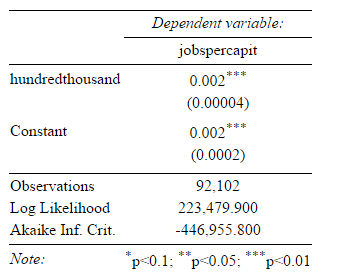 Dependent variable:
jobspercapit
hundredthousand 0.002***
(0.00004)
Constant 0.002***
(0.0002)
Observations 92,102
Log Likelihood 223,479.900
Akaike Inf. Crit. -446,955.800
Note: *p<0.1; **p<0.05; ***p<0.01